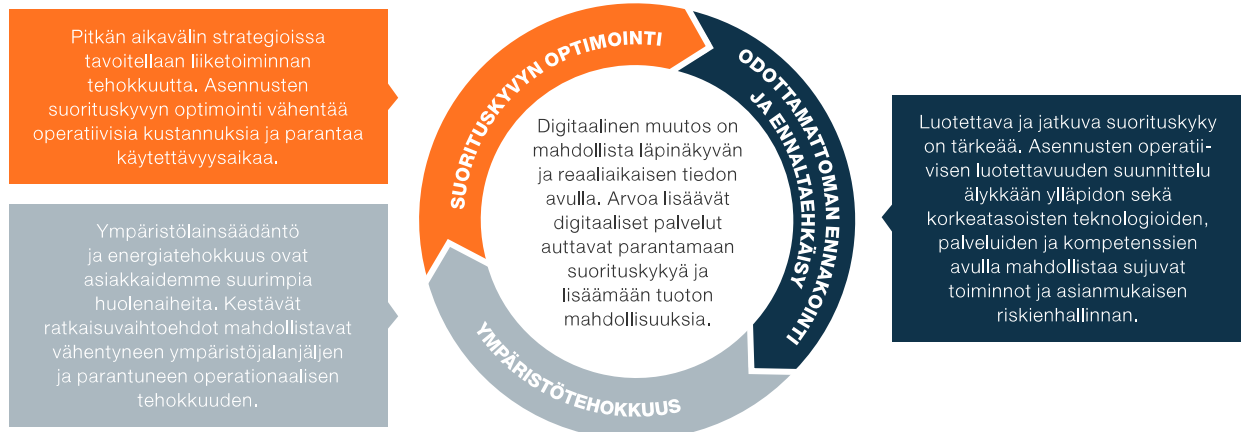 Pitkän aikavälin strategioissa
tavoitellaan liiketoiminnan
tehokkuutta. Asennusten
suorituskyvyn optimointi vähentää
operatiivisia kustannuksia ja parantaa
käytettävyysaikaa.
Ympäristölainsäädäntö
ja energiatehokkuus ovat
asiakkaidemme suurimpia
huolenaiheita. Kestävät
ratkaisuvaihtoehdot mahdollistavat
vähentyneen ympäristöjalanjäljen
ja parantuneen operationaalisen
tehokkuuden.
SUORITUSKYVYN OPTIMOINTI
ODOTTAMATTOMAN ENNAKOINTI
JA ENNALTAEHKÄISY
YMPÄRISTÖTEHOKKUUS
Digitaalinen muutos on
mahdollista läpinäkyvän
ja reaaliaikaisen tiedon
avulla. Arvoa lisäävät
digitaaliset palvelut
auttavat parantamaan
suorituskykyä ja
lisäämään tuoton
mahdollisuuksia.
Luotettava ja jatkuva suorituskyky
on tärkeää. Asennusten operatii-
visen luotettavuuden suunnittelu
älykkään ylläpidon sekä
korkeatasoisten teknologioiden,
palveluiden ja kompetenssien
avulla mahdollistaa sujuvat
toiminnot ja asianmukaisen
riskienhallinnan.